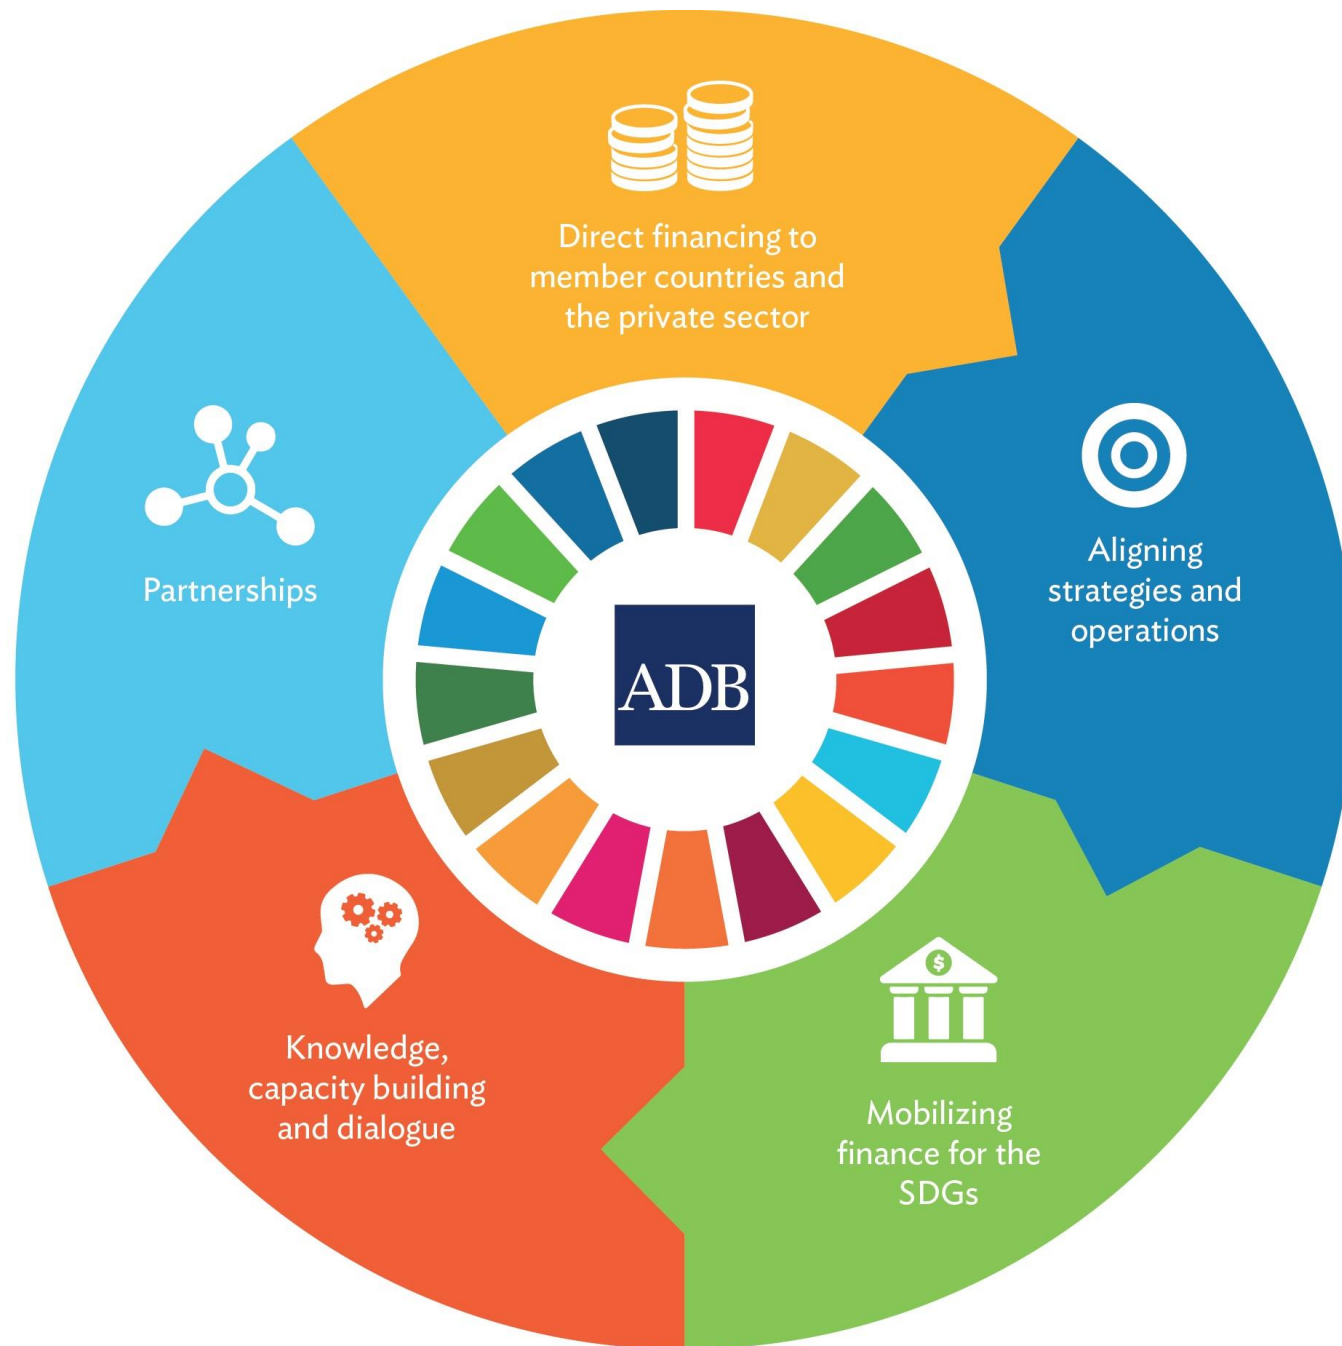 Direct financing to
member countries and
the private sector
Aligning
strategies and
operations
$
Mobilizing
finance for the
SDGs
Knowledge,
capacity building
and dialogue
Partnerships
ADB